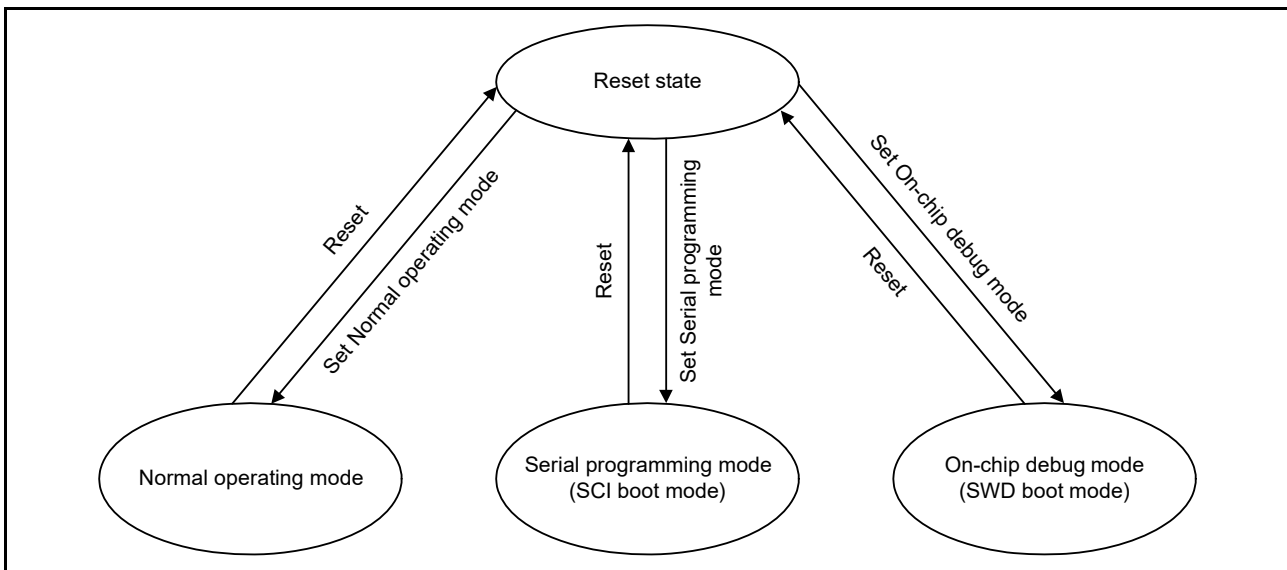 Reset state
Reset
Set Normal operating mode
Reset
Set Serial programming
mode
Set On-chip debug mode
Reset
Normal operating mode
Serial programming mode
(SCI boot mode)
On-chip debug mode
(SWD boot mode)